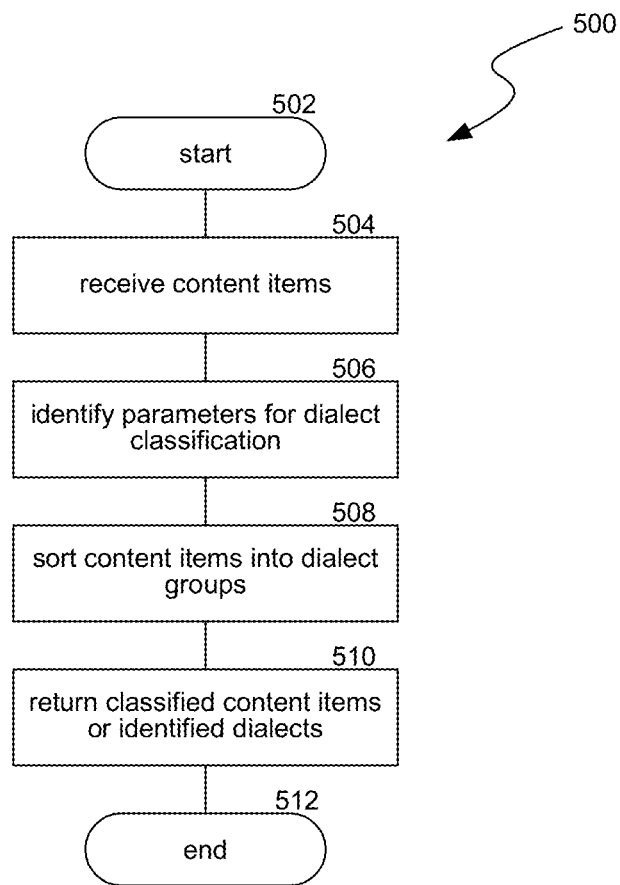 500
502
start
504
receive content items
506
identify parameters for dialect
classification
508
sort content items into dialect
groups
510
return classified content items
or identified dialects
512
end